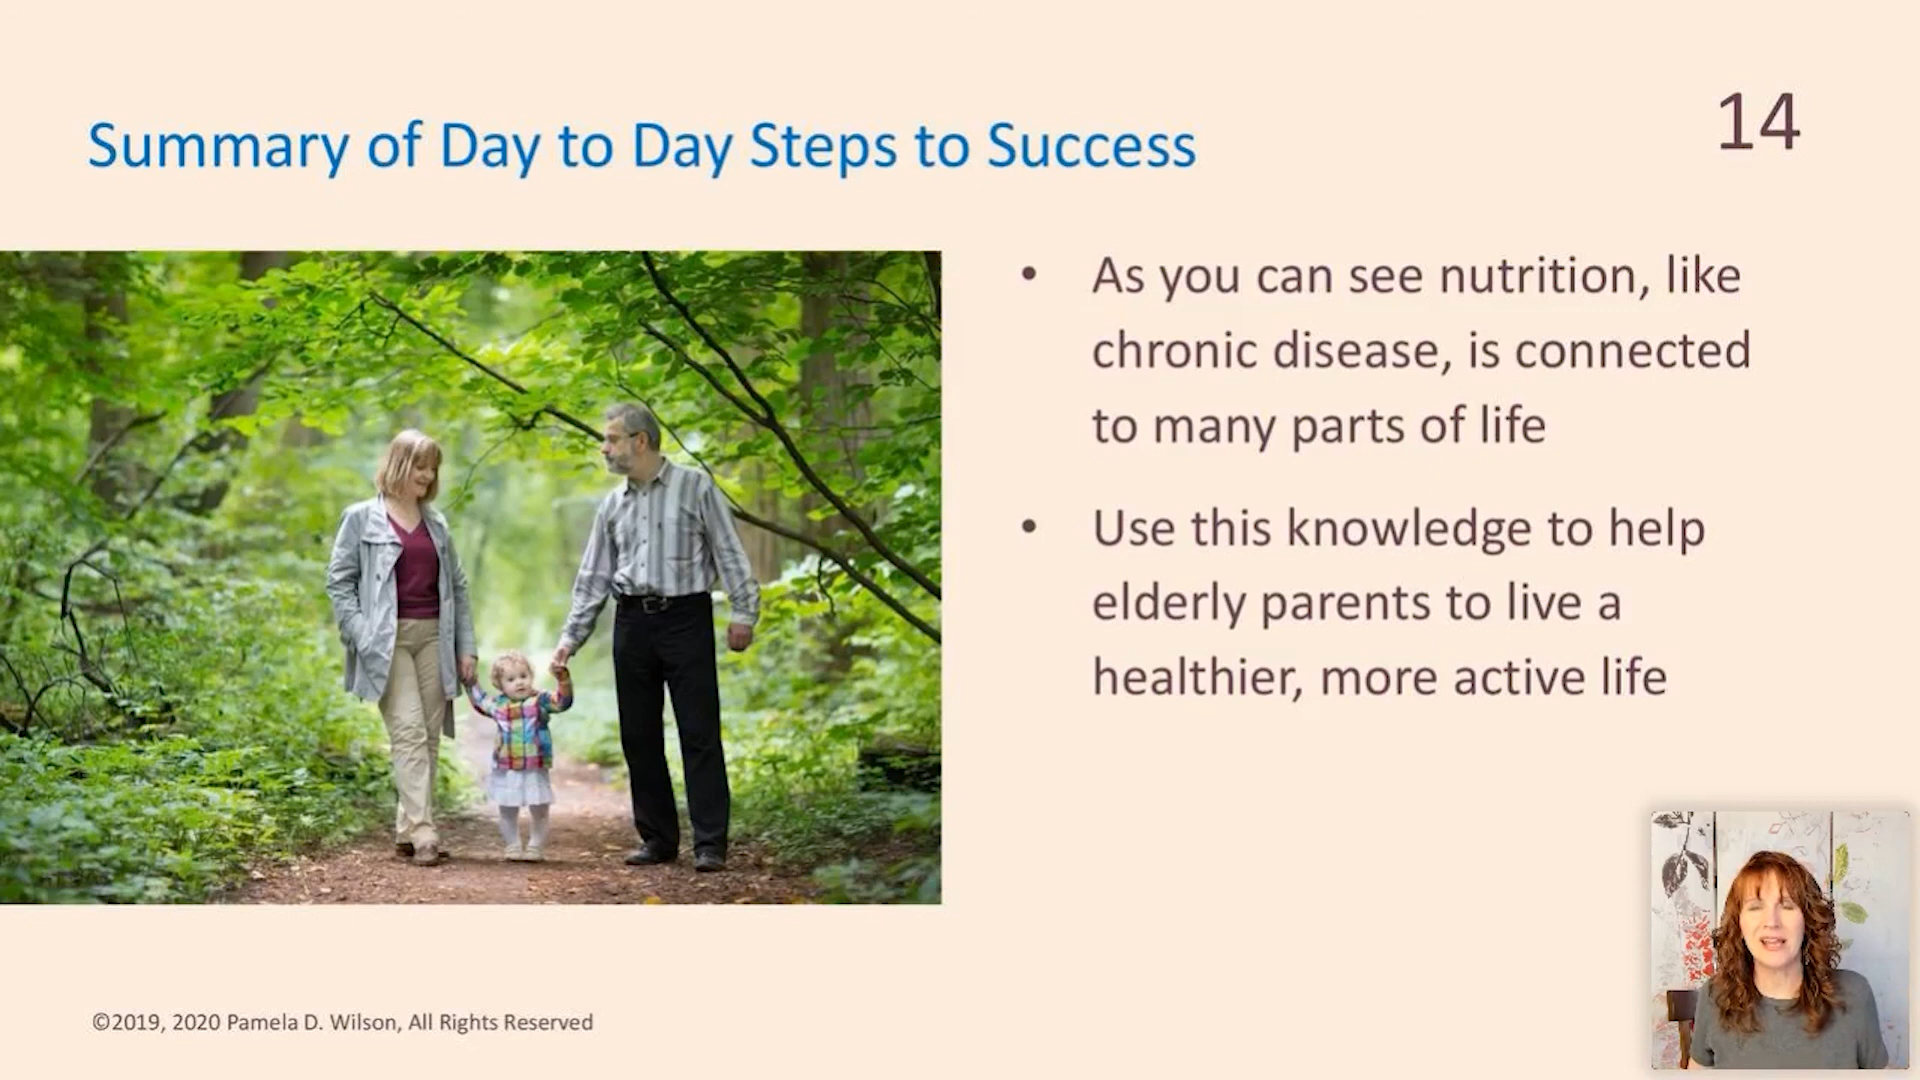 Summary of Day to Day Steps to Success
14
• As you can see nutrition, like
chronic disease, is connected
to many parts of life
• Use this knowledge to help
elderly parents to live a
healthier, more active life
©2019, 2020 Pamela D. Wilson, All Rights Reserved